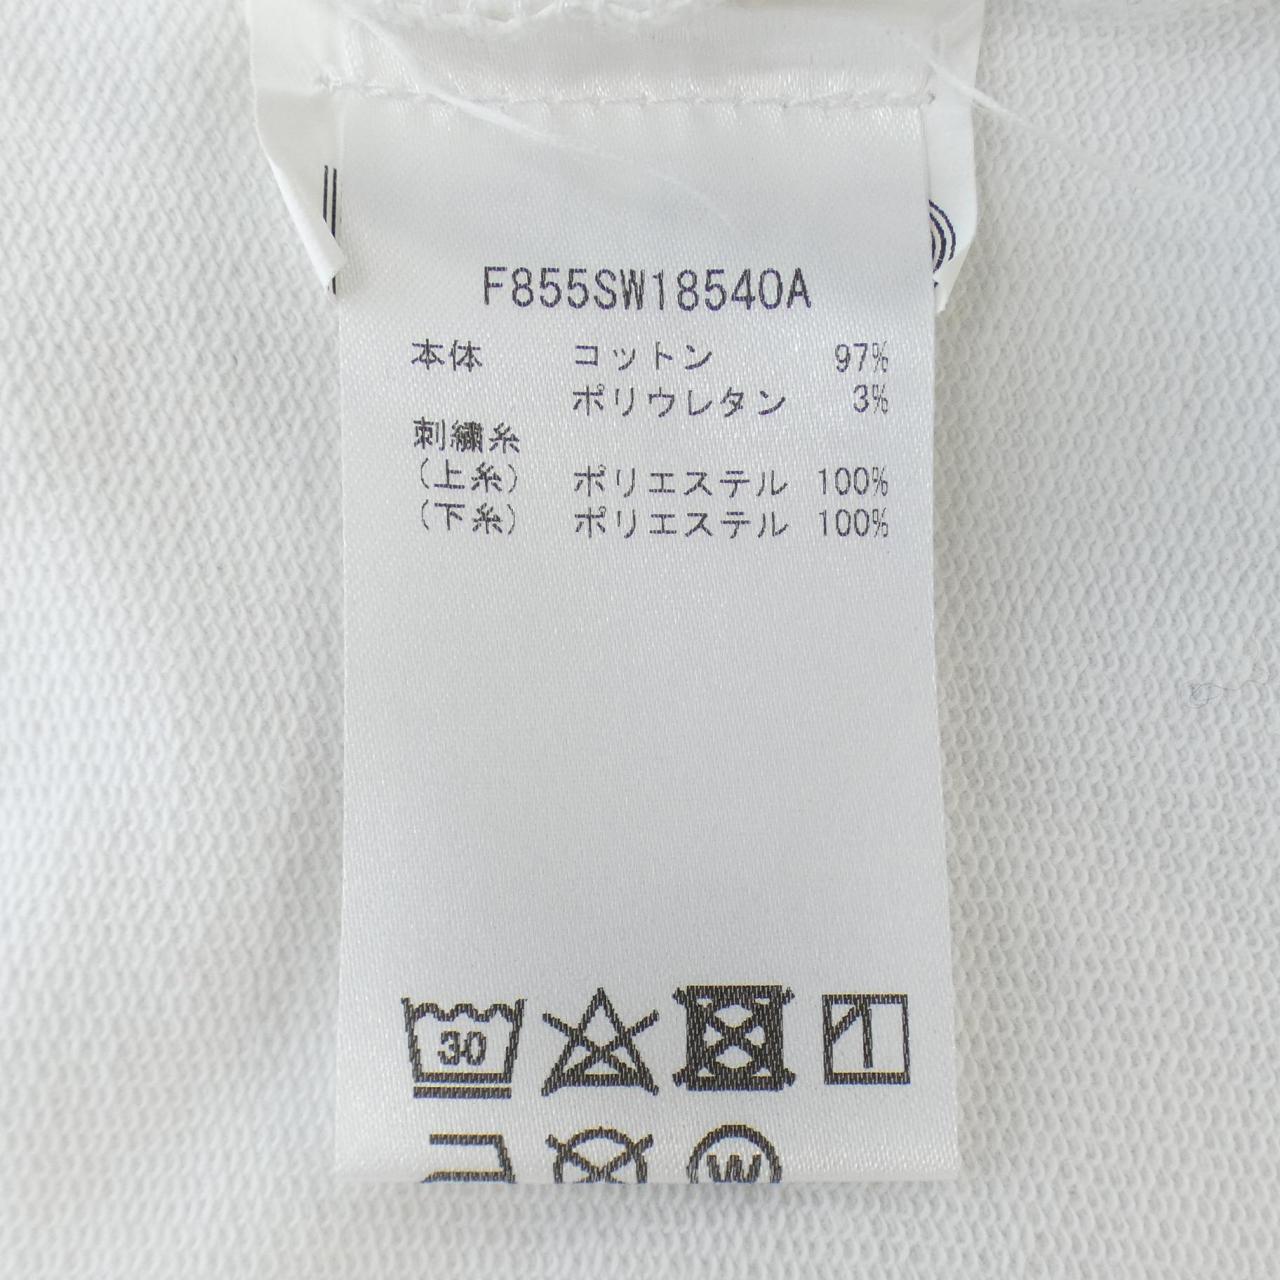 F855SW18540A
本体 コットン 97%
ポリウレタン 3%
刺繍糸
(上糸) ポリエステル 100%
(下糸) ポリエステル 100%
30
W